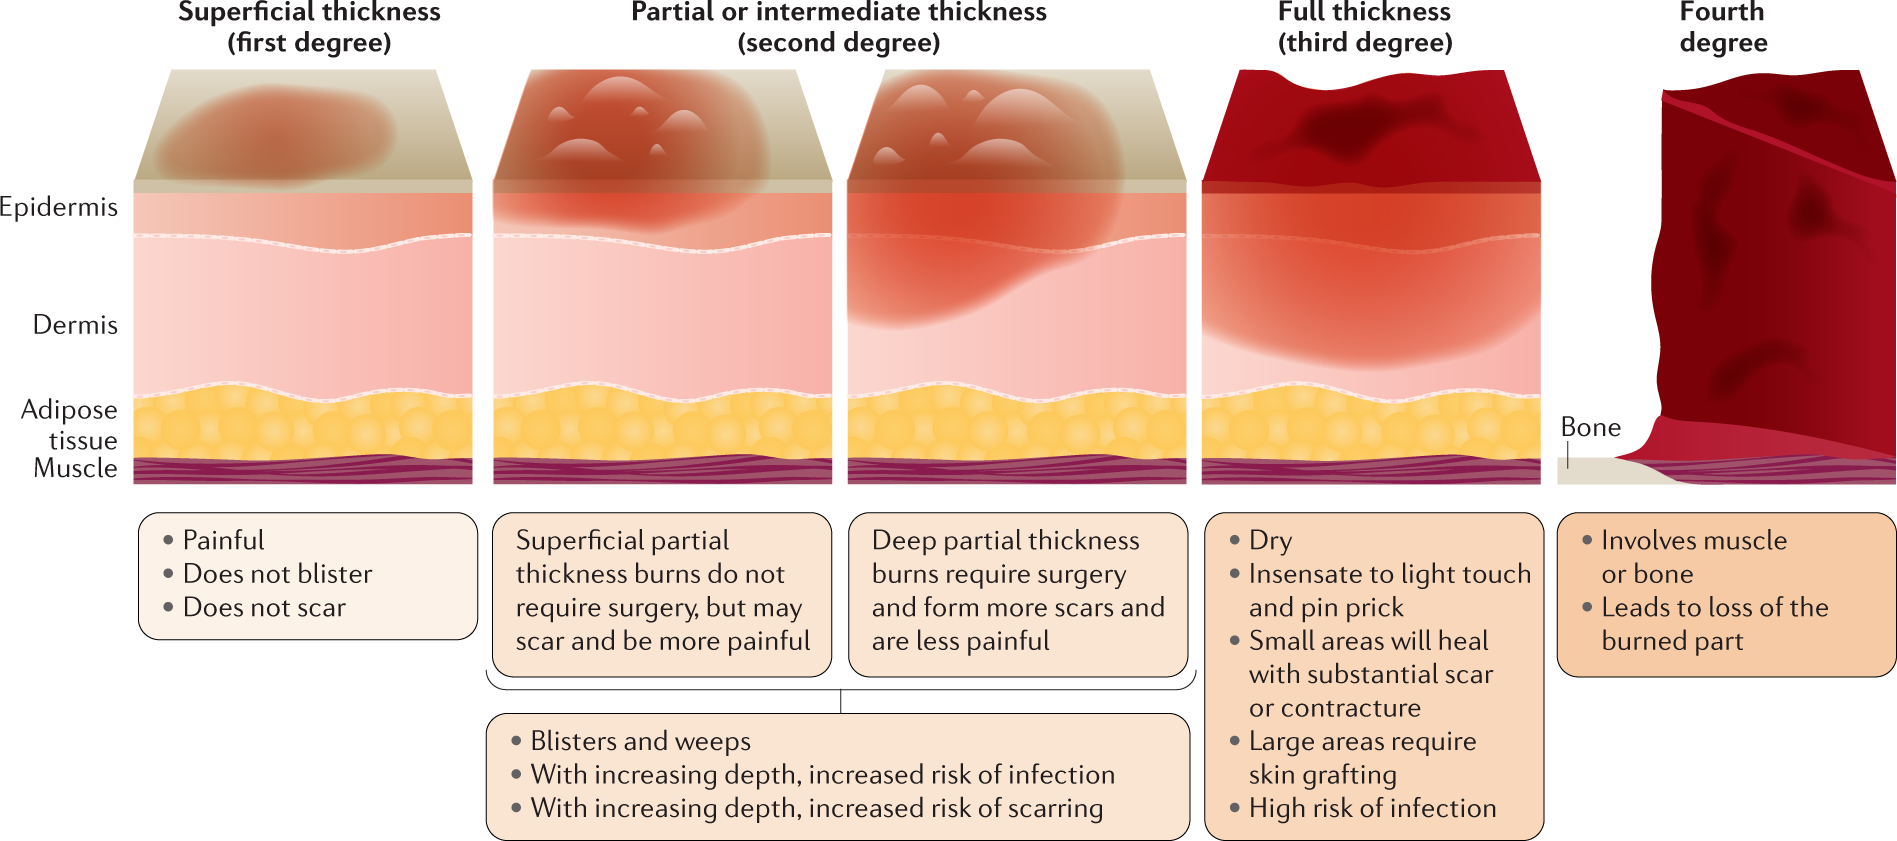 Superficial thickness
(first degree)
Partial or intermediate thickness
(second degree)
Full thickness
(third degree)
Fourth
degree
Epidermis
Dermis
Adipose
tissue
Muscle
Bone
• Painful
• Does not blister
• Does not scar
Superficial partial
thickness burns do not
require surgery, but may
scar and be more painful
Deep partial thickness
burns require surgery
and form more scars and
are less painful
• Blisters and weeps
• With increasing depth, increased risk of infection
• With increasing depth, increased risk of scarring
• Dry
• Insensate to light touch
and pin prick
• Small areas will heal
with substantial scar
or contracture
• Large areas require
skin grafting
• High risk of infection
• Involves muscle
or bone
• Leads to loss of the
burned part